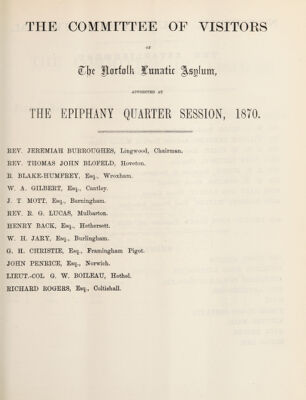 THE COMMITTEE OF VISITORS
OF
The Norfolk Lunatic Asylum,
APPOINTED AT
THE EPIPHANY QUARTER SESSION, 1870.
REV. JEREMIAH BURROUGHES, Lingwood, Chairman.
REV. THOMAS JOHN BLOFELD, Hoveton.
R. BLAKE-HUMFREY, Esq., Wroxham.
W. A. GILBERT, Esq., Cantley.
J. T MOTT, Esq., Barningham.
REV. R. G. LUCAS, Mulbarton.
HENRY BACK, Esq., Hethersett.
W. H. JARY, Esq., Burlingham.
G. H. CHRISTIE, Esq., Framingham Pigot.
JOHN PENRICE, Esq., Norwich.
LIEUT.-COL G. W. BOILEAU, Hethel.
RICHARD ROGERS, Esq., Coltishall.